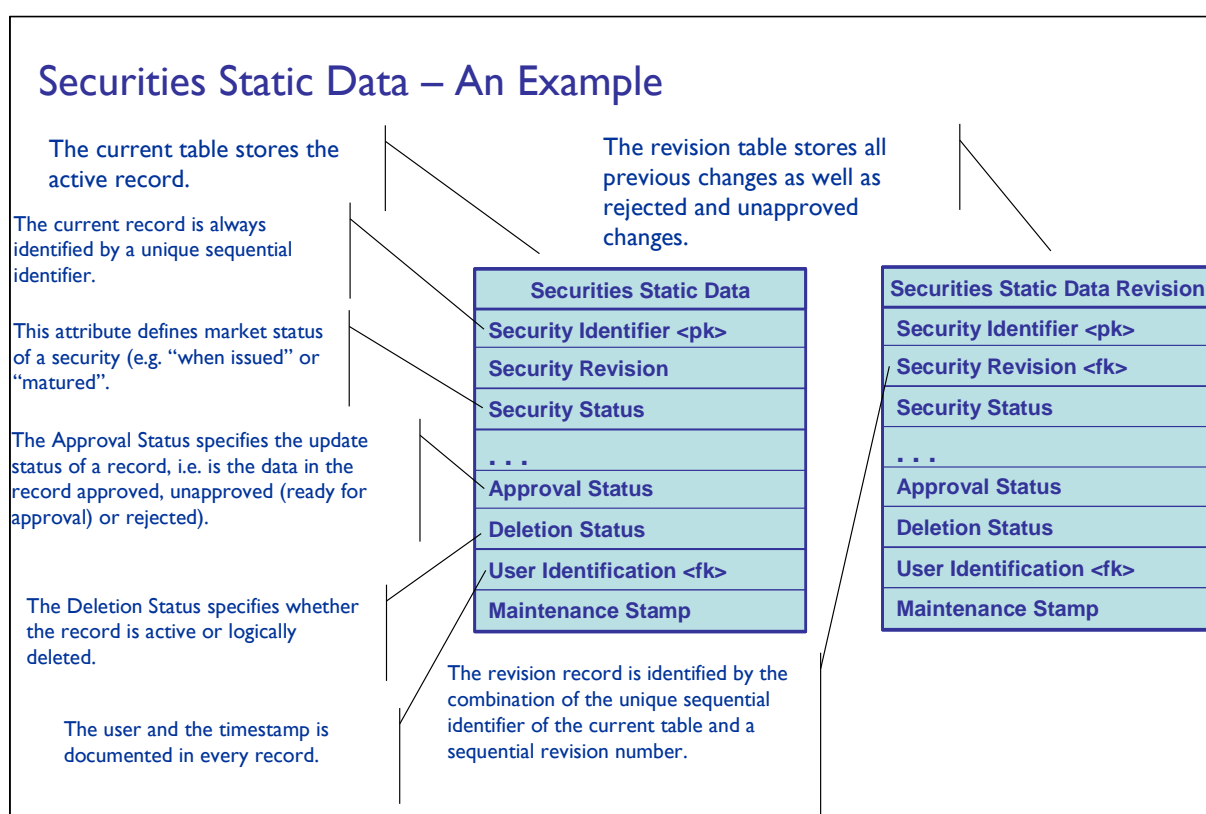 Securities Static Data – An Example
The current table stores the
active record.
The revision table stores all
previous changes as well as
rejected and unapproved
changes.
The current record is always
identified by a unique sequential
identifier.
This attribute defines market status
of a security (e.g. “when issued” or
“matured”.
The Approval Status specifies the update
status of a record, i.e. is the data in the
record approved, unapproved (ready for
approval) or rejected).
The Deletion Status specifies whether
the record is active or logically
deleted.
The user and the timestamp is
documented in every record.
Securities Static Data
Security Identifier <pk>
Security Revision
Security Status
. . .
Approval Status
Deletion Status
User Identification <fk>
Maintenance Stamp
The revision record is identified by the
combination of the unique sequential
identifier of the current table and a
sequential revision number.
Securities Static Data Revision
Security Identifier <pk>
Security Revision <fk>
Security Status
. . .
Approval Status
Deletion Status
User Identification <fk>
Maintenance Stamp